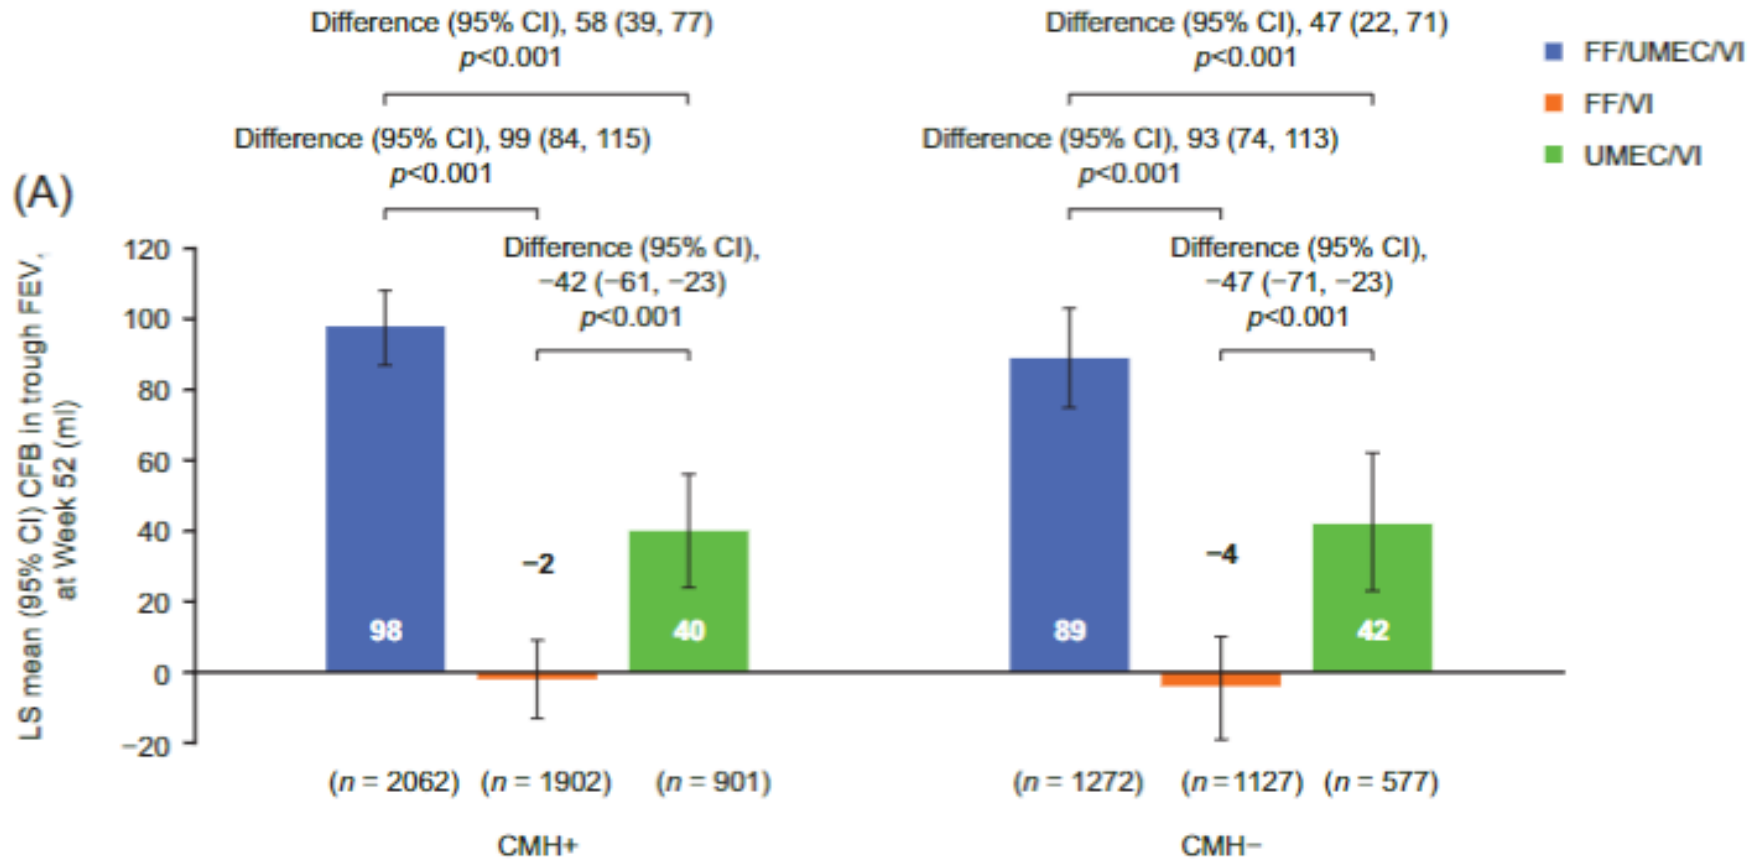 Difference (95% CI), 58 (39, 77)
p<0.001
Difference (95% CI), 47 (22, 71)
p<0.001
FF/UMEC/VI
FF/VI
UMEC/VI
Difference (95% CI), 99 (84, 115)
p<0.001
Difference (95% CI), 93 (74, 113)
p<0.001
(A)
Difference (95% CI),
−42 (−61, −23)
p<0.001
Difference (95% CI),
−47 (−71, −23)
p<0.001
LS mean (95% CI) CFB in trough FEV,
at Week 52 (ml)
120
100
80
60
40
20
0
−20
98
−2
40
89
−4
42
(n = 2062) (n = 1902) (n = 901)
(n = 1272) (n =1127) (n = 577)
CMH+
CMH−